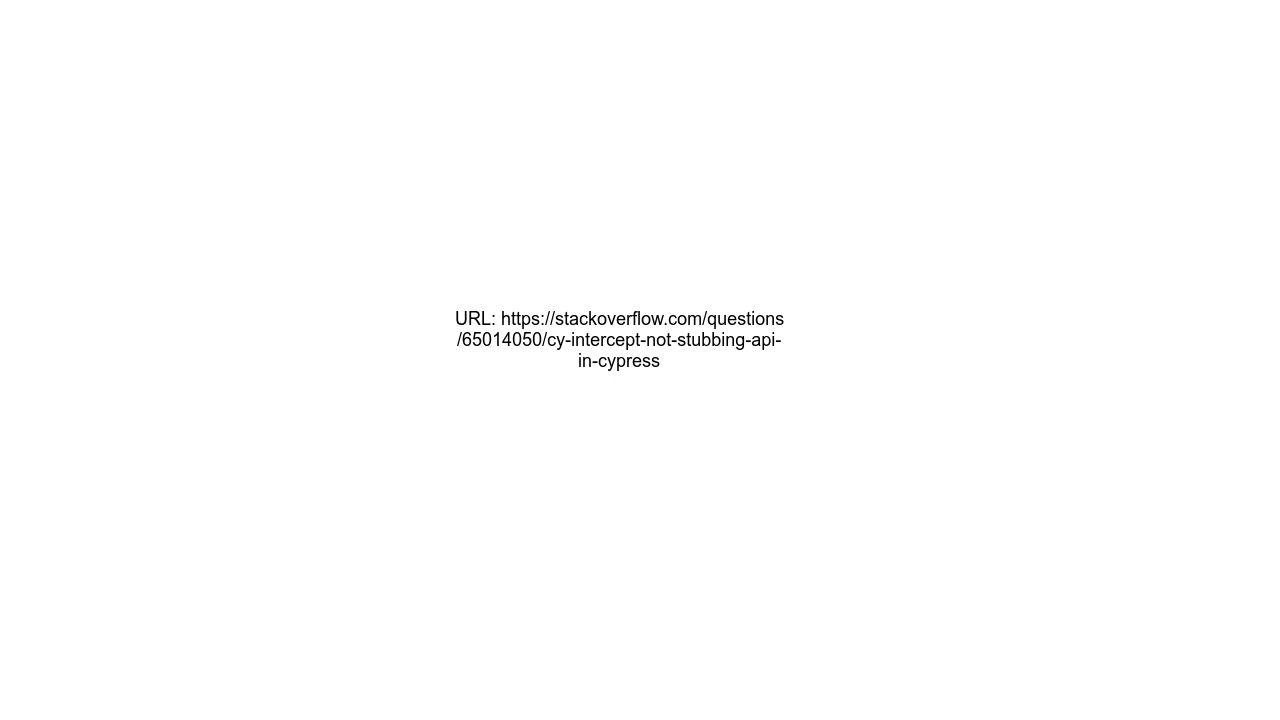 URL: https://stackoverflow.com/questions
/65014050/cy-intercept-not-stubbing-api-
in-cypress